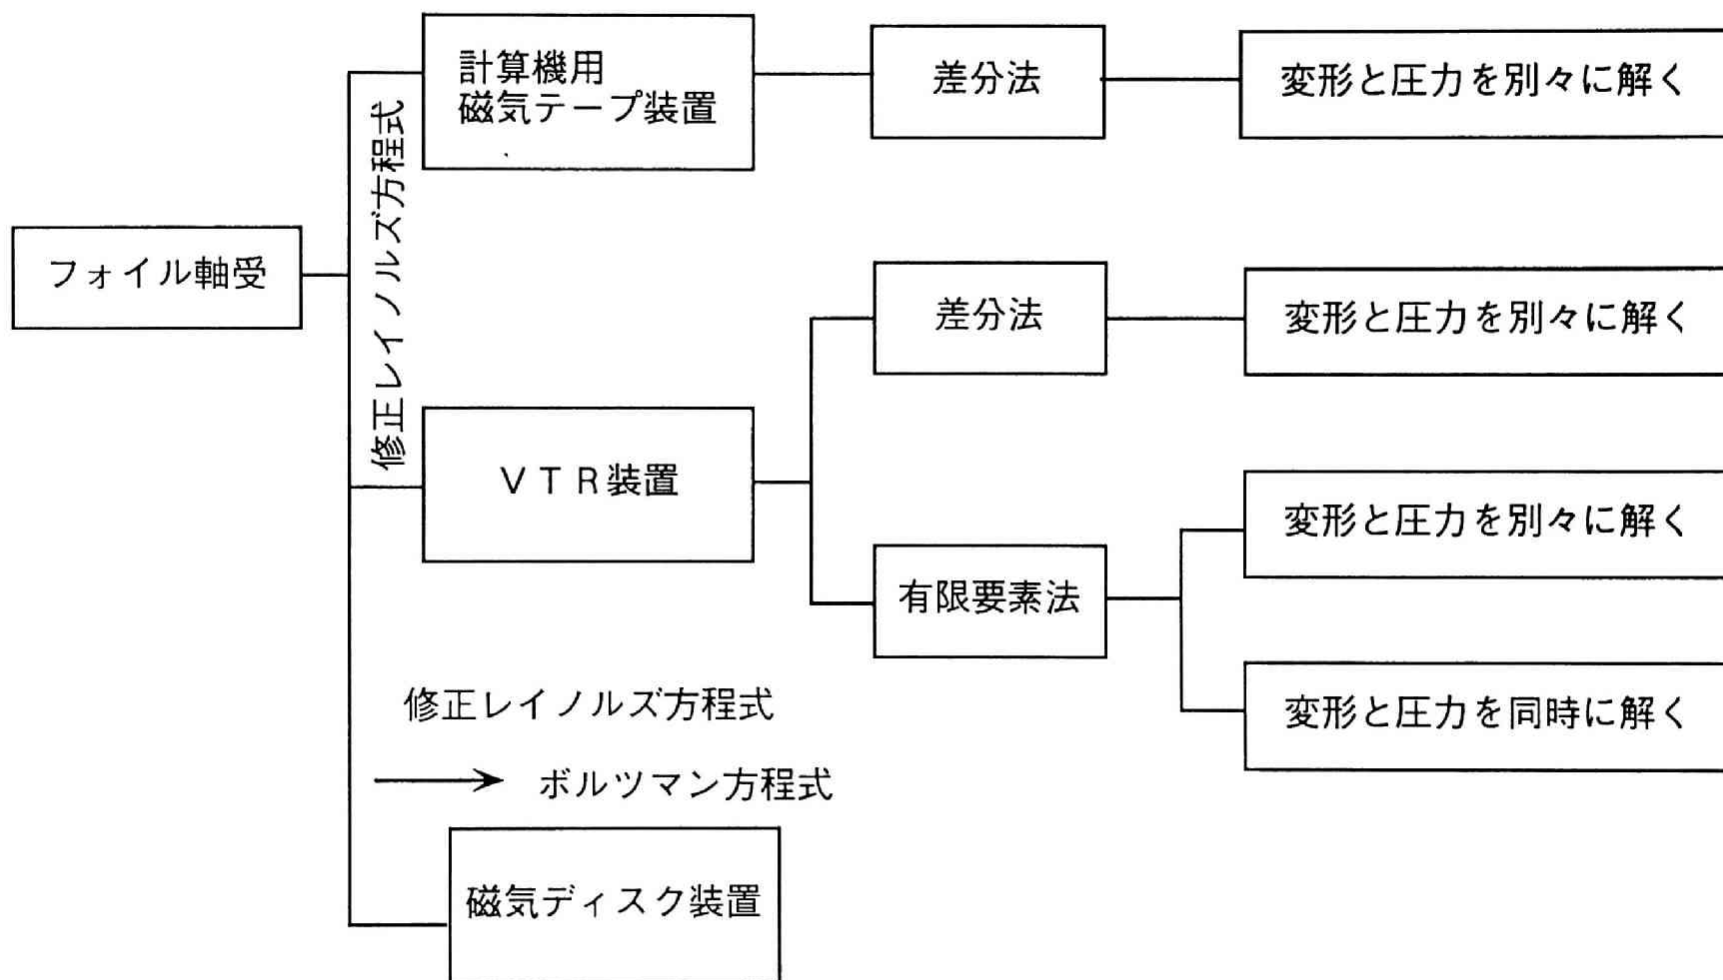 計算機用
磁気テープ装置
差分法
変形と圧力を別々に解く
修正レイノルズ方程式
フォイル軸受
差分法
変形と圧力を別々に解く
VTR装置
変形と圧力を別々に解く
有限要素法
変形と圧力を同時に解く
修正レイノルズ方程式
ボルツマン方程式
磁気ディスク装置